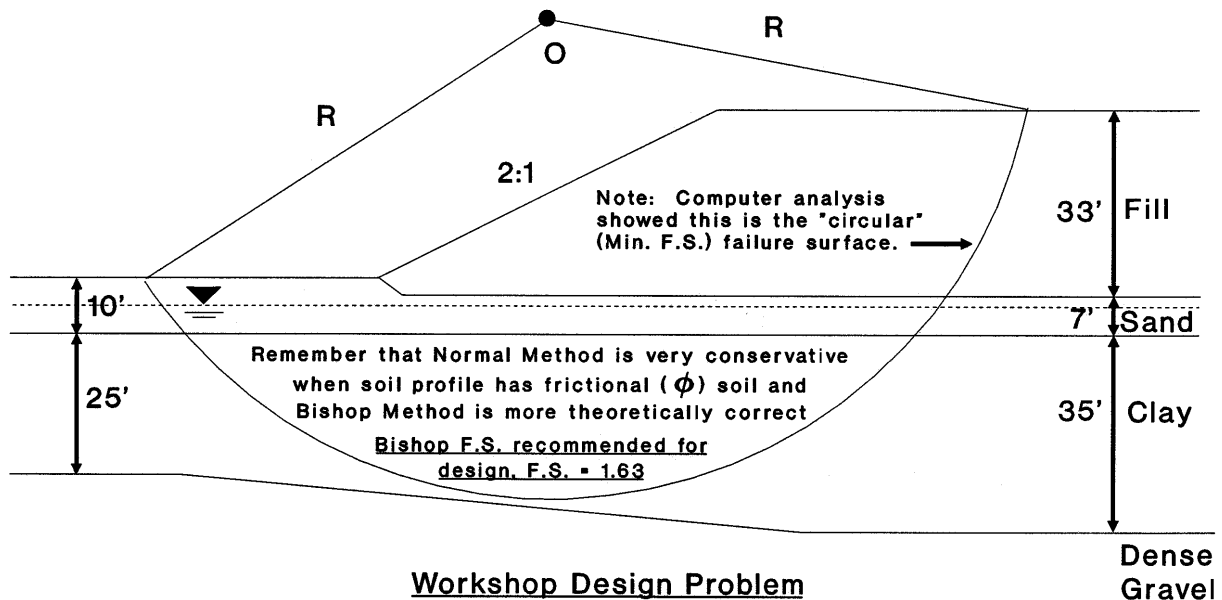 R
O
R
2:1
Note: Computer analysis
showed this is the "circular"
(Min. F.S.) failure surface.
33' Fill
10'
7' Sand
Remember that Normal Method is very conservative
when soil profile has frictional (ϕ) soil and
Bishop Method is more theoretically correct
Bishop F.S. recommended for
design, F.S. = 1.63
25'
35' Clay
Dense
Gravel
Workshop Design Problem